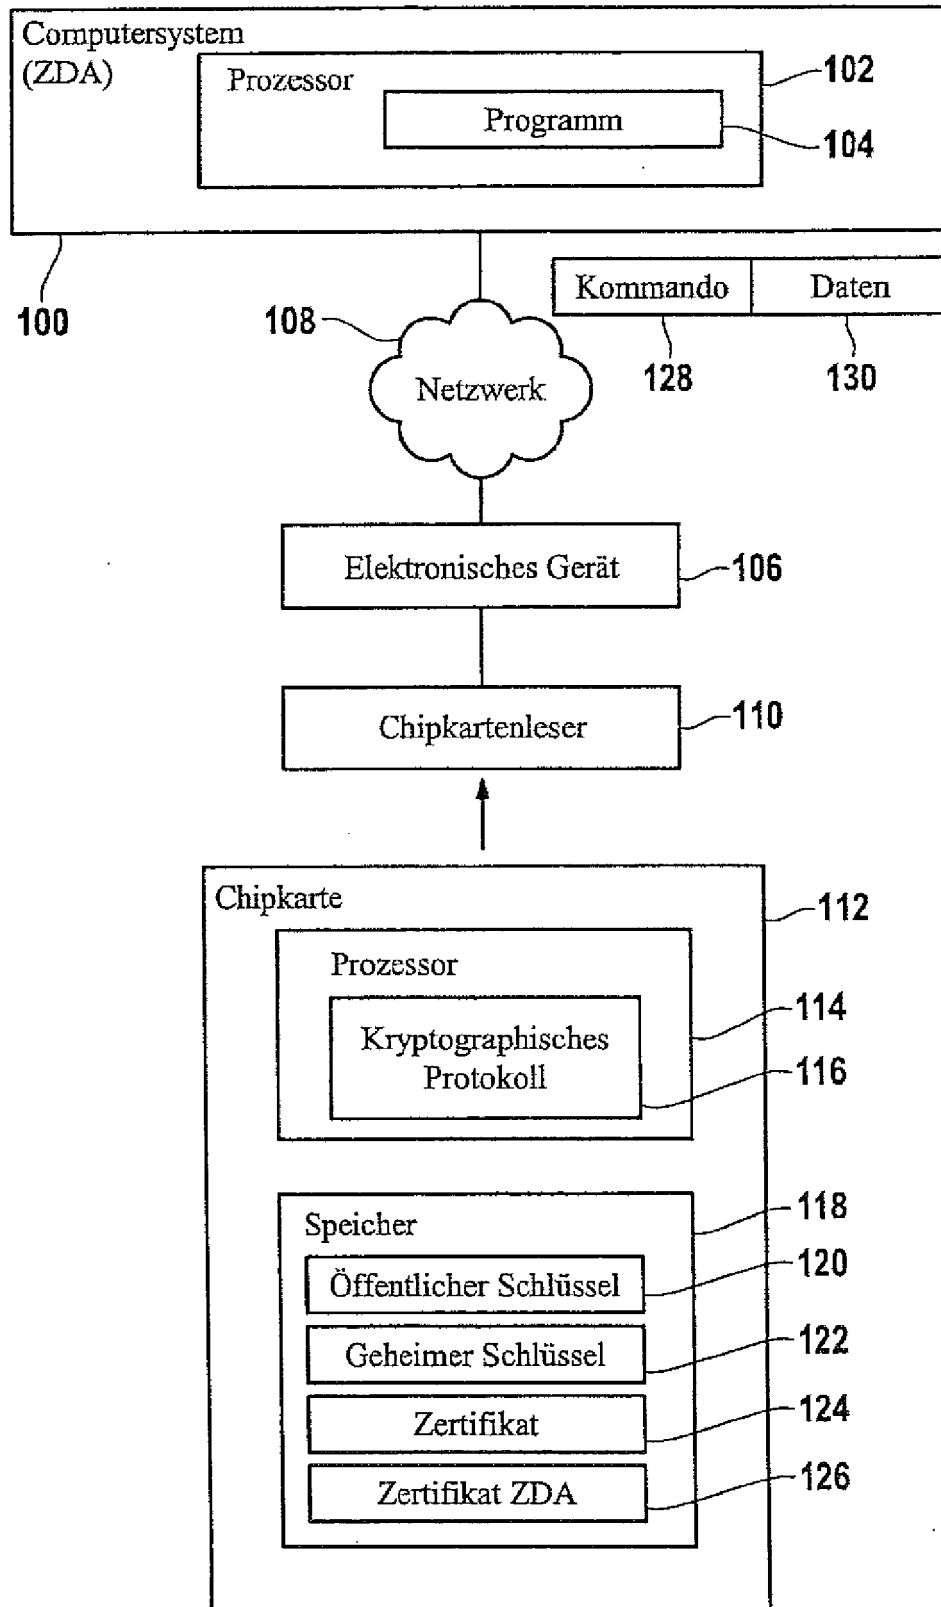 Computersystem
(ZDA)
Prozessor
102
Programm
104
100
Kommando
Daten
108
128
130
Netzwerk
Elektronisches Gerät
106
Chipkartenleser
110
Chipkarte
112
Prozessor
114
Kryptographisches
Protokoll
116
Speicher
118
Öffentlicher Schlüssel
120
Geheimer Schlüssel
122
Zertifikat
124
Zertifikat ZDA
126